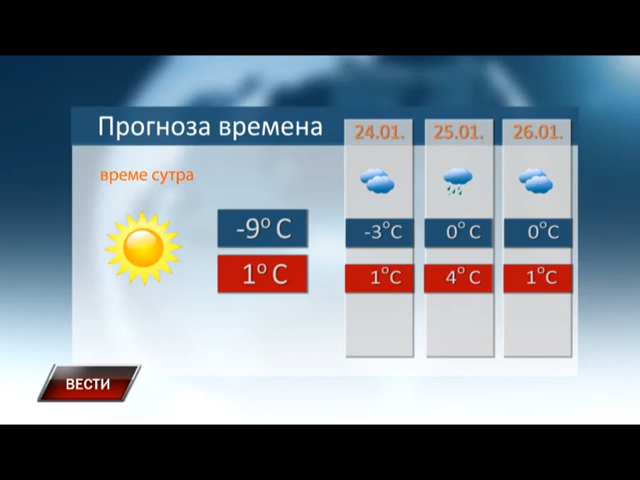 Прогноза времена
време сутра
-9° C
1° C
24.01.
-3°C
1°C
25.01.
0°C
4°C
26.01.
0°C
1°C
ВЕСТИ